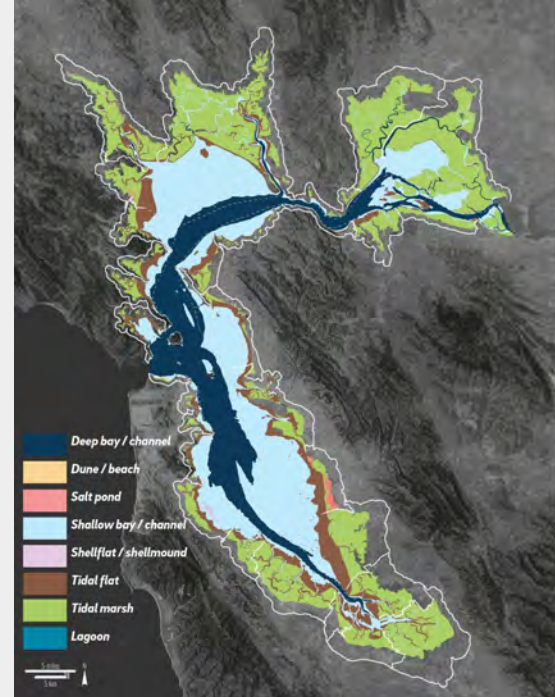 Deep bay / channel
Dune / beach
Salt pond
Shallow bay / channel
Shellflat / shellmound
Tidal flat
Tidal marsh
Lagoon
5 miles
N
5 km